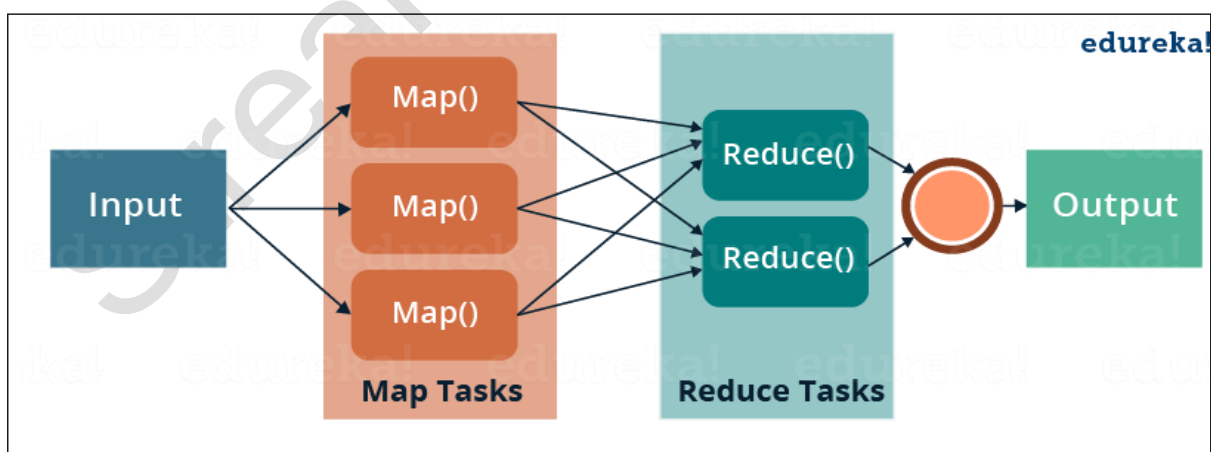 edureka!
Map()
Input
Map()
Map()
Map Tasks
Reduce()
Reduce()
Reduce Tasks
Output